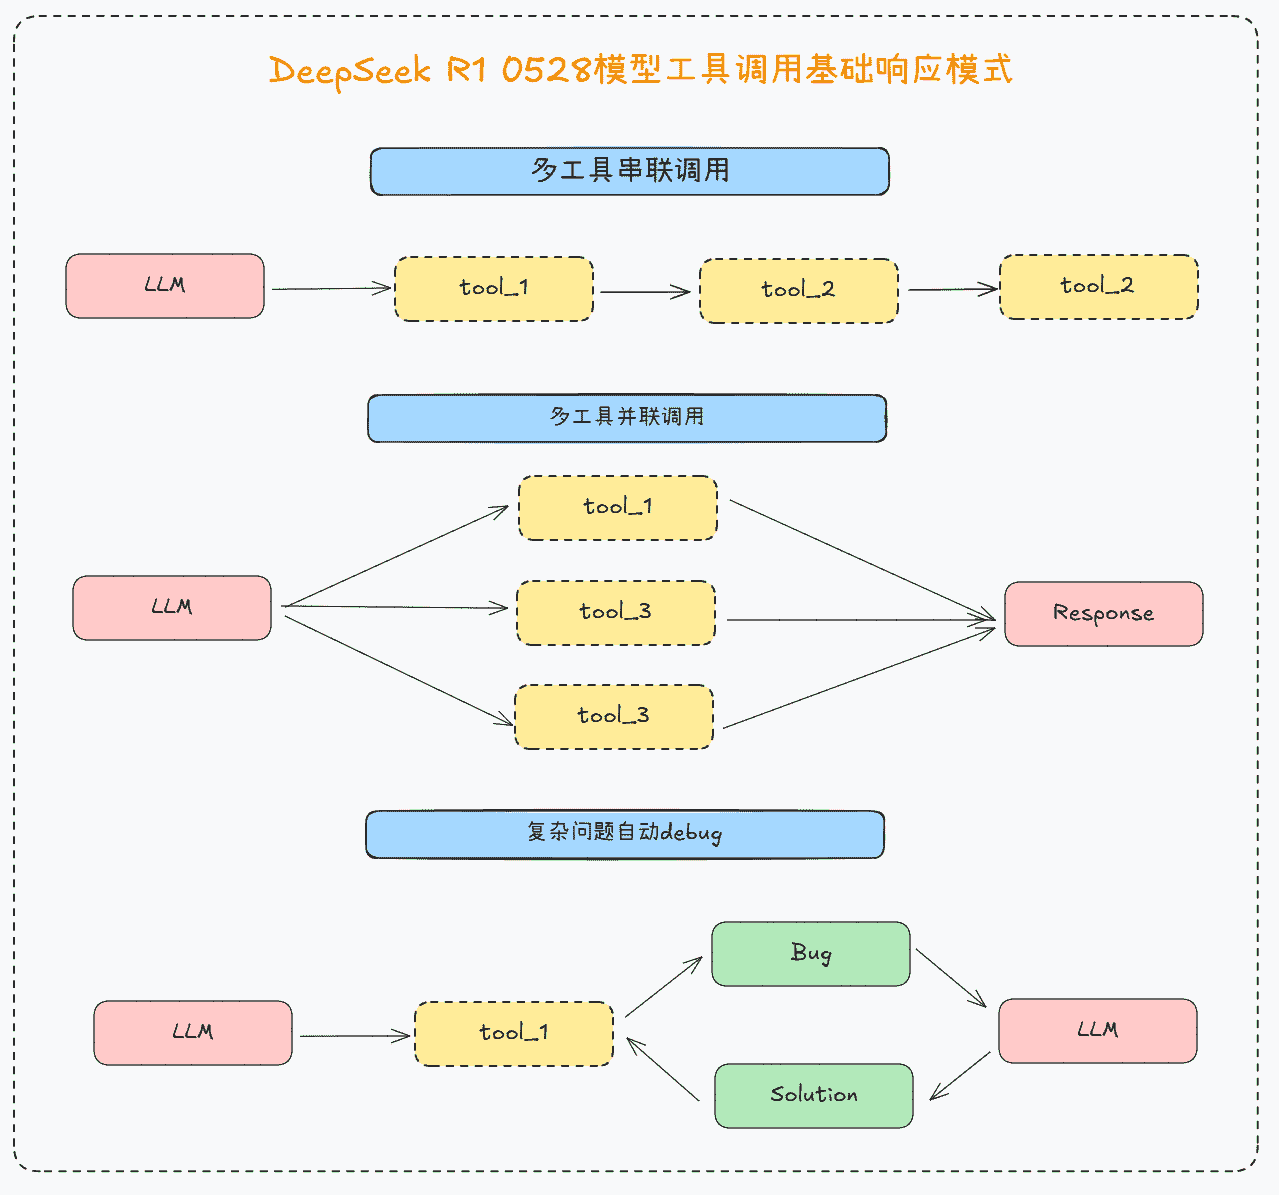 DeepSeek R1 0528模型工具调用基础响应模式
多工具串联调用
LLM
tool_1
tool_2
tool_2
多工具并联调用
tool_1
LLM
tool_3
Response
tool_3
复杂问题自动debug
Bug
LLM
tool_1
LLM
Solution